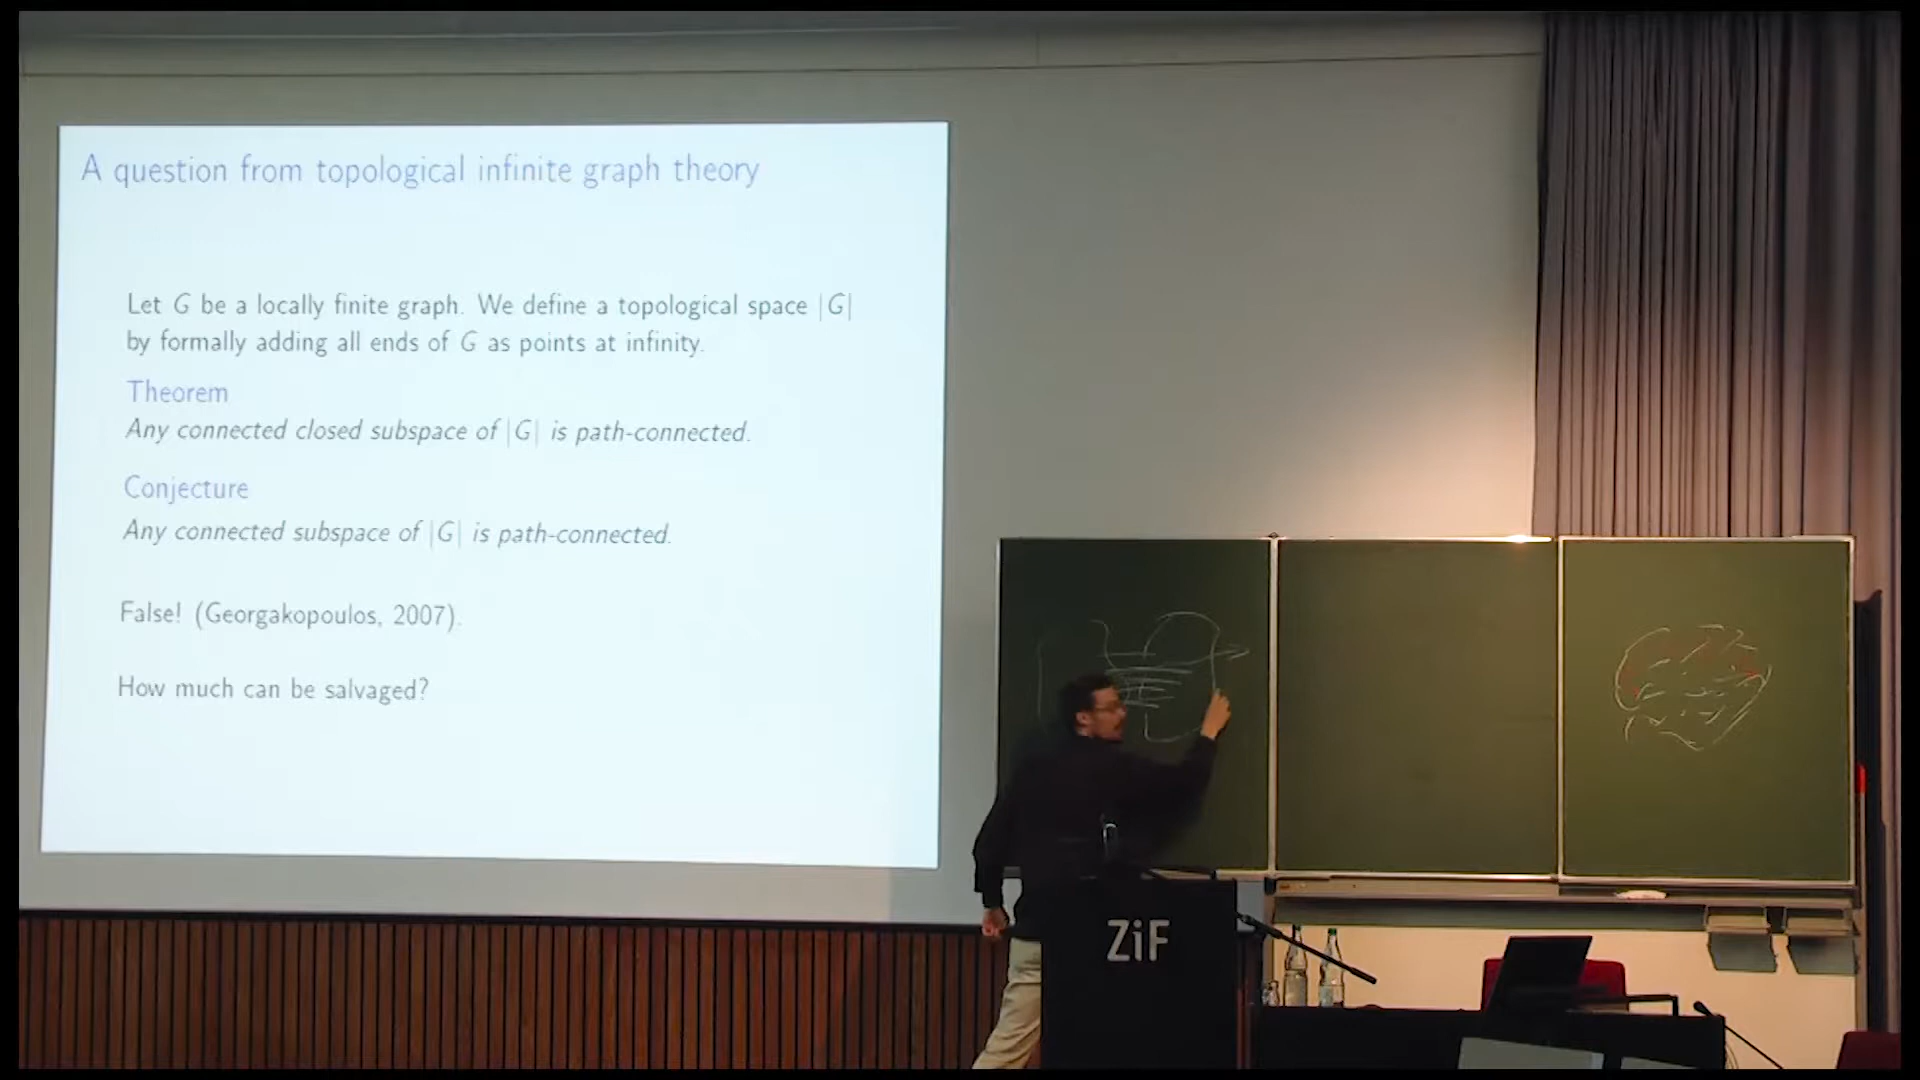 A question from topological infinite graph theory
Let G be a locally finite graph. We define a topological space |G|
by formally adding all ends of G as points at infinity.
Theorem
Any connected closed subspace of |G| is path-connected.
Conjecture
Any connected subspace of |G| is path-connected.
False! (Georgakopoulos, 2007).
How much can be salvaged?
ZiF